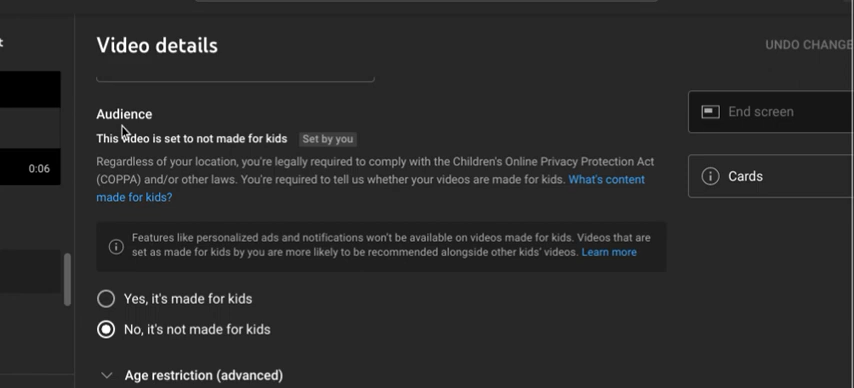 Video details
UNDO CHANGE
Audience
This video is set to not made for kids Set by you
Regardless of your location, you're legally required to comply with the Children's Online Privacy Protection Act
(COPPA) and/or other laws. You're required to tell us whether your videos are made for kids. What's content
made for kids?
Features like personalized ads and notifications won't be available on videos made for kids. Videos that are
set as made for kids by you are more likely to be recommended alongside other kids' videos. Learn more
Yes, it's made for kids
No, it's not made for kids
Age restriction (advanced)
t
0:06
End screen
Cards